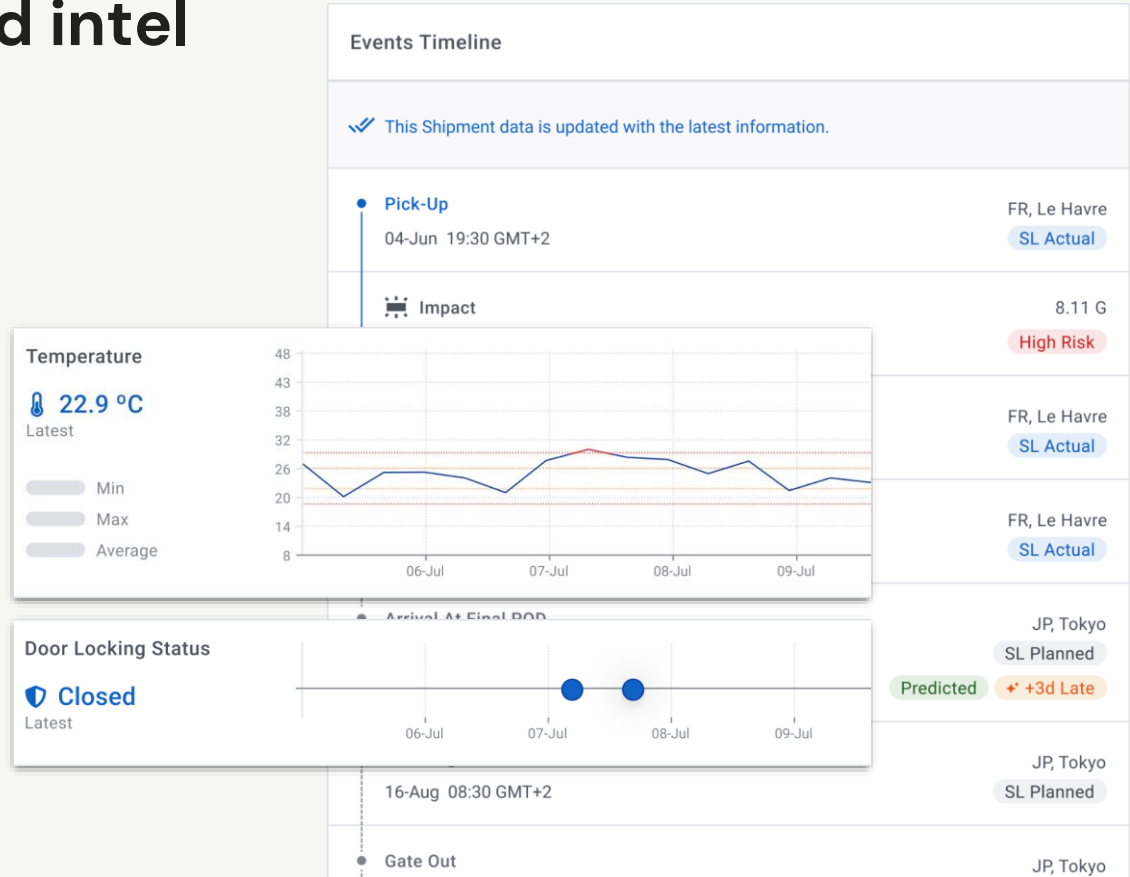 d intel
Events Timeline
This Shipment data is updated with the latest information.
Pick-Up
FR, Le Havre
04-Jun 19:30 GMT+2
SL Actual
Impact
8.11 G
High Risk
Temperature
22.9 ºC
Latest
Min
Max
Average
48
43
38
32
26
20
14
8
06-Jul
07-Jul
08-Jul
09-Jul
FR, Le Havre
SL Actual
FR, Le Havre
SL Actual
Arrival At Final POD
JP, Tokyo
SL Planned
Predicted
+3d Late
Door Locking Status
Closed
Latest
06-Jul
07-Jul
08-Jul
09-Jul
JP, Tokyo
16-Aug 08:30 GMT+2
SL Planned
Gate Out
JP, Tokyo